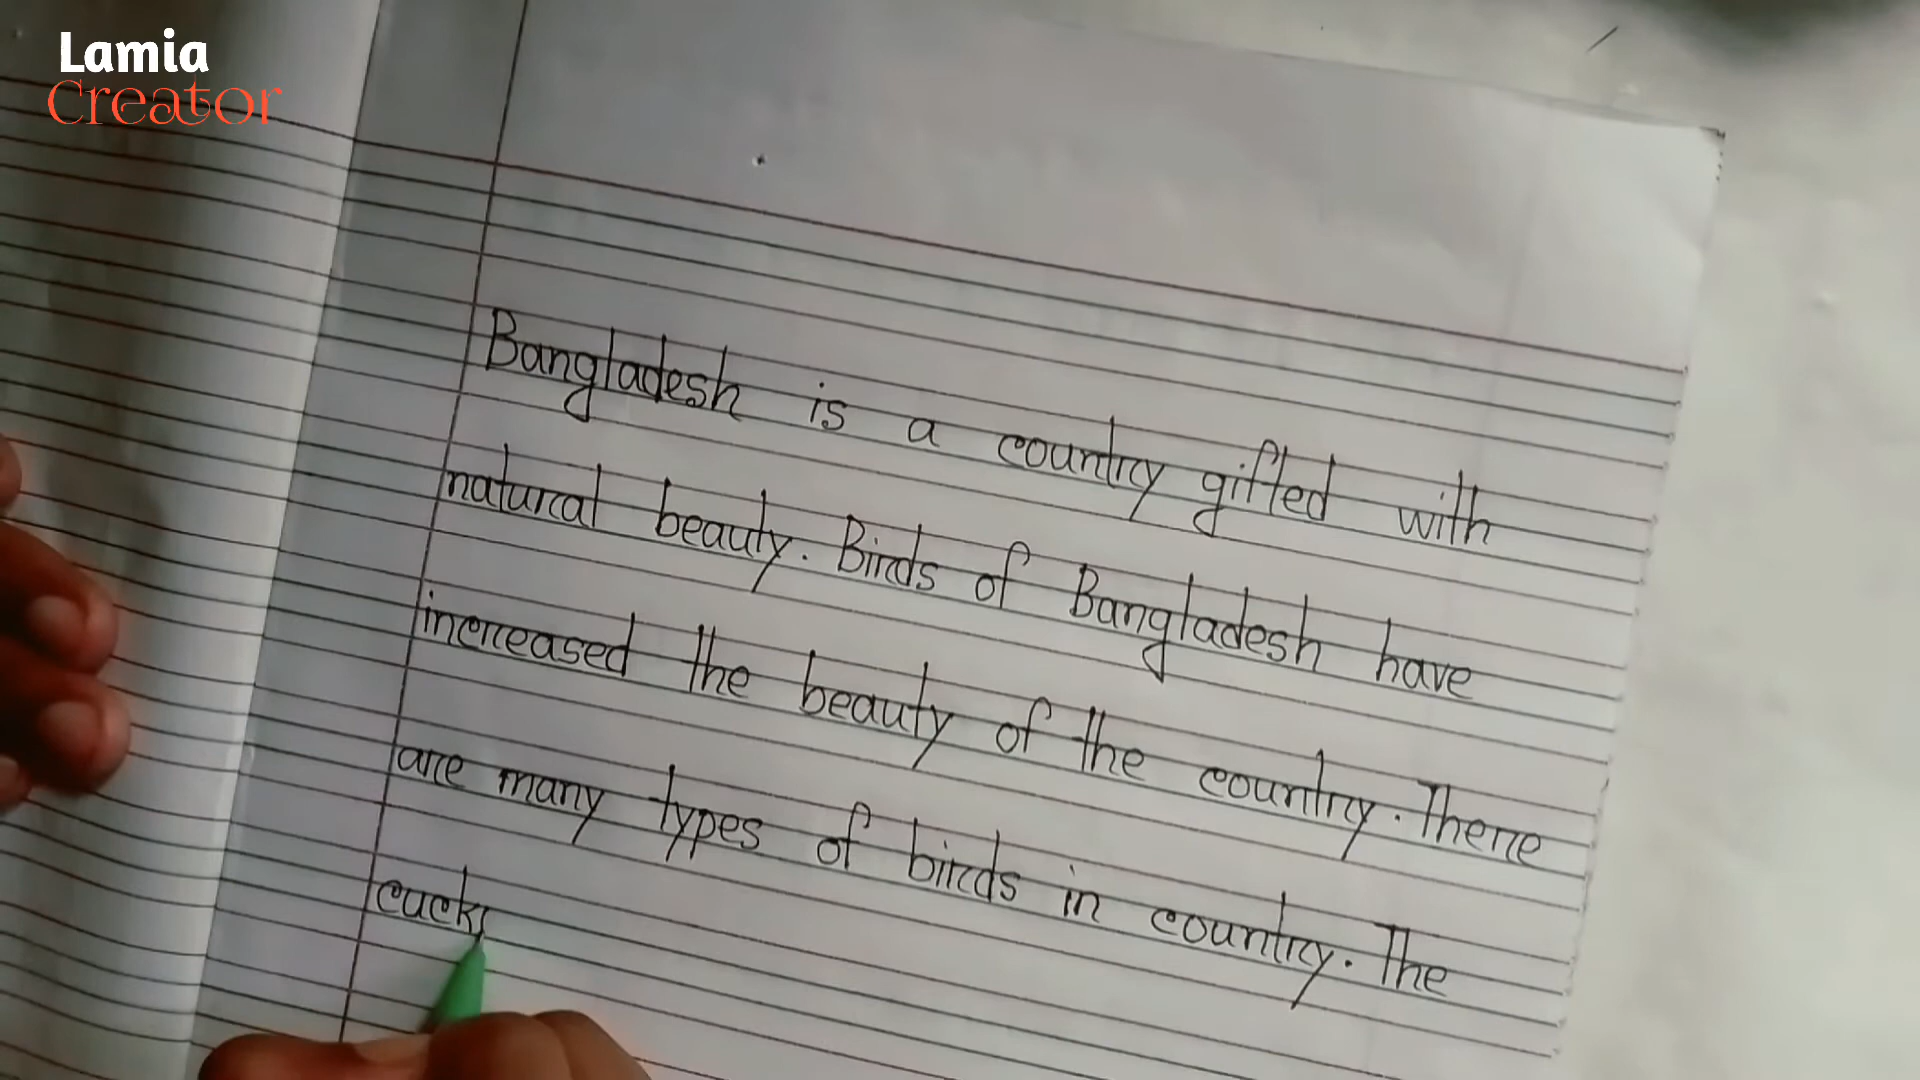 Lamia
Creator
Bangladesh is a country gifted with
natural beauty. Birds of Bangladesh have
increased the beauty of the country. There
are many types of birds in country. The
cuck